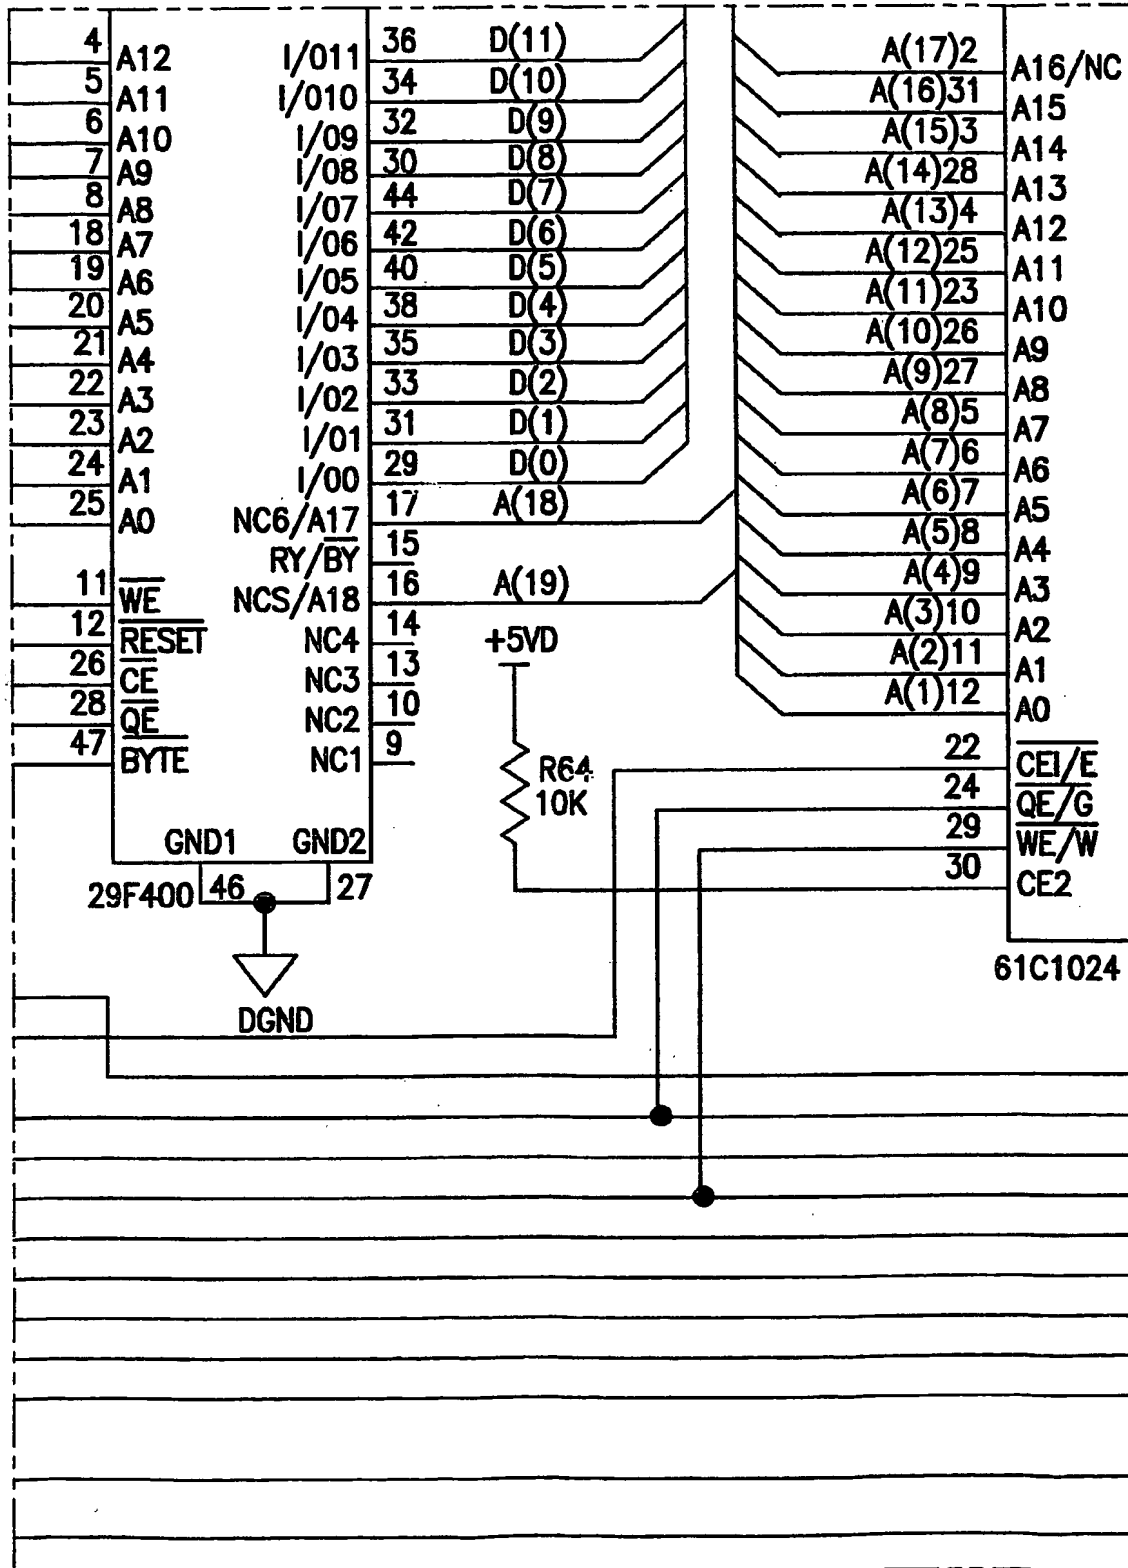 4 A12 I/011 36 D(11)
5 A11 I/010 34 D(10)
6 A10 I/09 32 D(9)
7 A9 I/08 30 D(8)
8 A8 I/07 44 D(7)
18 A7 I/06 42 D(6)
19 A6 I/05 40 D(5)
20 A5 I/04 38 D(4)
21 A4 I/03 35 D(3)
22 A3 I/02 33 D(2)
23 A2 I/01 31 D(1)
24 A1 I/00 29 D(0)
25 A0 NC6/A17 17 A(18)
RY/BY 15
11 WE NCS/A18 16 A(19)
12 RESET NC4 14
26 CE NC3 13
28 QE NC2 10
47 BYTE NC1 9
GND1 GND2
29F400 46 27
DGND
+5VD
R64
10K
A(17)2 A16/NC
A(16)31 A15
A(15)3 A14
A(14)28 A13
A(13)4 A12
A(12)25 A11
A(11)23 A10
A(10)26 A9
A(9)27 A8
A(8)5 A7
A(7)6 A6
A(6)7 A5
A(5)8 A4
A(4)9 A3
A(3)10 A2
A(2)11 A1
A(1)12 A0
22 CE1/E
24 QE/G
29 WE/W
30 CE2
61C1024